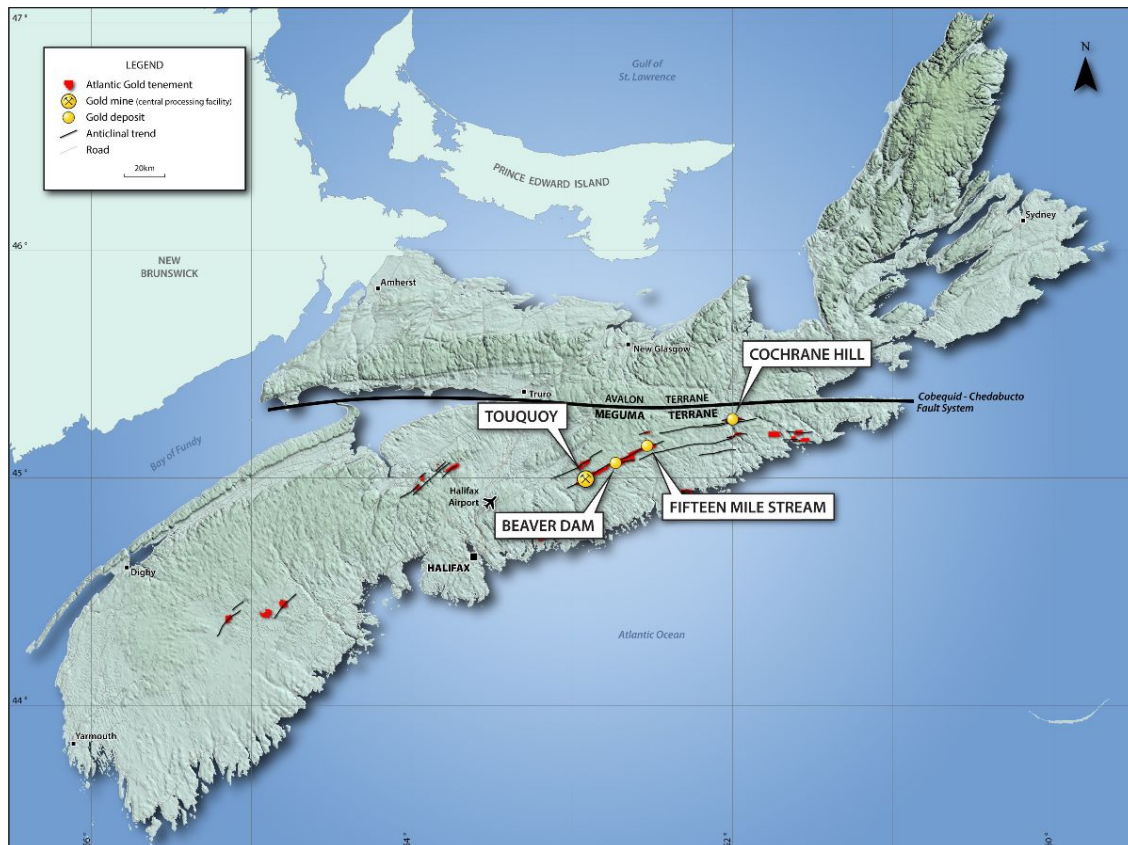 47°
LEGEND
Atlantic Gold tenement
Gold mine (central processing facility)
Gold deposit
Anticlinal trend
Road
20km
Gulf of
St. Lawrence
N
PRINCE EDWARD ISLAND
Sydney
46°
NEW
BRUNSWICK
Amherst
New Glasgow
COCHRANE HILL
Truro
AVALON TERRANE
MEGUMA TERRANE
Cobequid - Chedabucto
Fault System
TOUQUOY
Bay of Fundy
45°
Halifax
Airport
FIFTEEN MILE STREAM
BEAVER DAM
HALIFAX
Digby
Atlantic Ocean
44°
Yarmouth